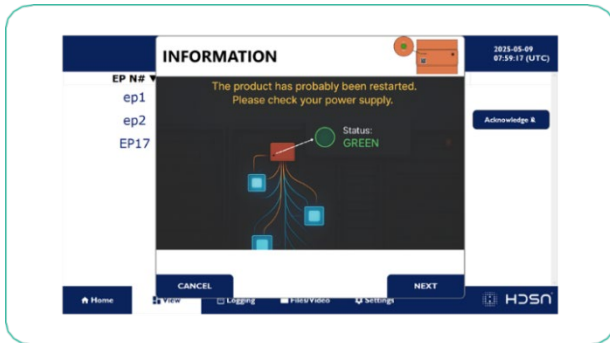 INFORMATION
2025-05-09
07:59:17 (UTC)
EP N# ▼
ep1
ep2
EP17
The product has probably been restarted.
Please check your power supply.
Status:
GREEN
Acknowledge &
CANCEL
NEXT
Home
View
Logging
Files/Video
Settings